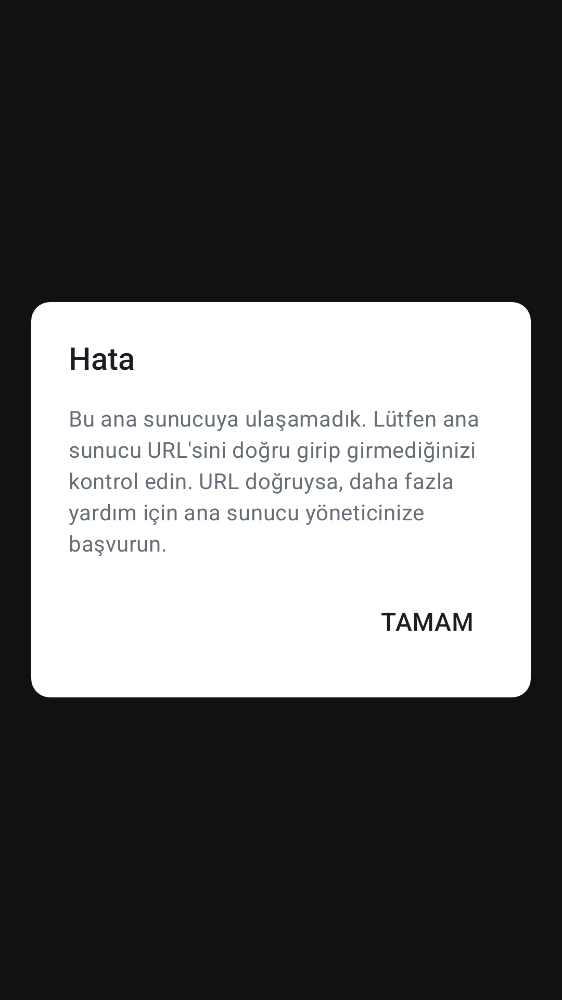 Hata
Bu ana sunucuya ulaşamadık. Lütfen ana
sunucu URL'sini doğru girip girmediğinizi
kontrol edin. URL doğruysa, daha fazla
yardım için ana sunucu yöneticinize
başvurun.
TAMAM